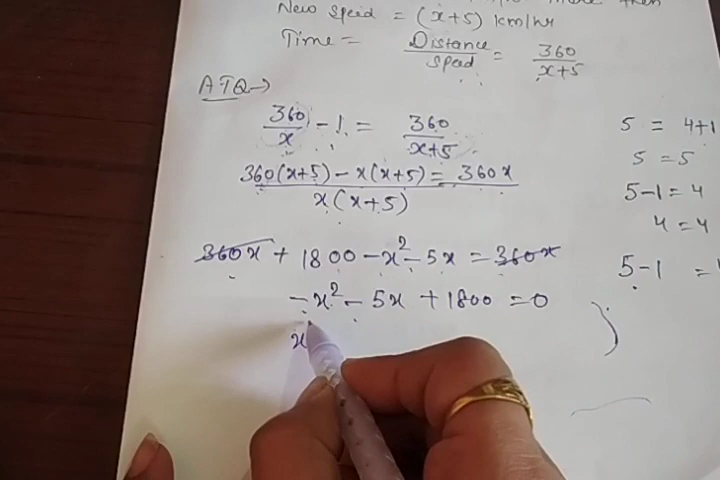 then
New speed = (x+5) km/hr
Time = Distance/Speed = 360/x+5
ATQ→
360/x - 1 = 360/x+5
360(x+5) - x(x+5) = 360x
x(x+5)
360x + 1800 - x² - 5x = 360x
-x² - 5x + 1800 = 0
x
5 = 4+1
5 = 5
5-1 = 4
4 = 4
5-1 =